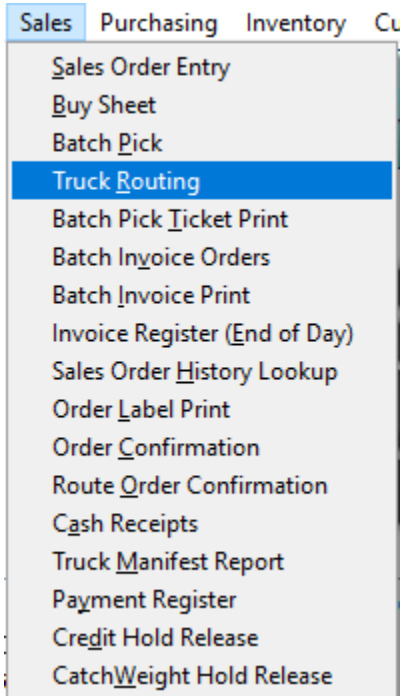 Sales Purchasing Inventory Cu
Sales Order Entry
Buy Sheet
Batch Pick
Truck Routing
Batch Pick Ticket Print
Batch Invoice Orders
Batch Invoice Print
Invoice Register (End of Day)
Sales Order History Lookup
Order Label Print
Order Confirmation
Route Order Confirmation
Cash Receipts
Truck Manifest Report
Payment Register
Credit Hold Release
CatchWeight Hold Release